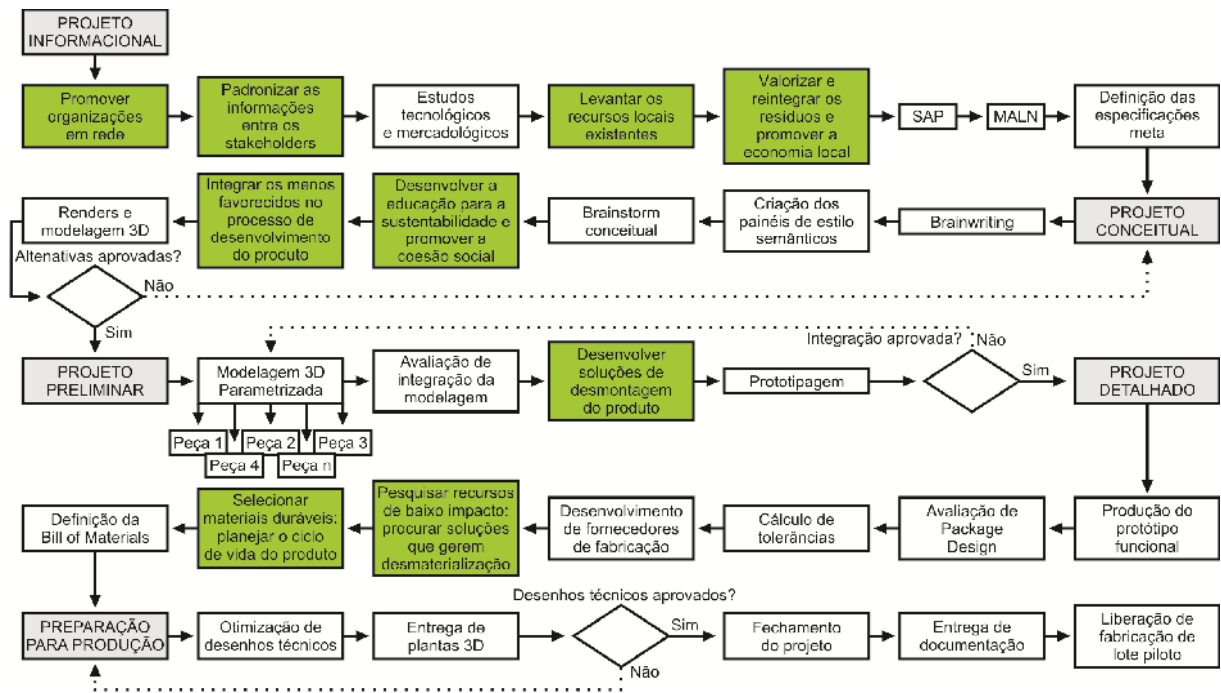 PROJETO
INFORMACIONAL
Promover
organizações
em rede
Padronizar as
informações
entre os
stakeholders
Estudos
tecnológicos
e mercadológicos
Levantar os
recursos locais
existentes
Valorizar e
reintegrar os
resíduos e
promover a
economia local
SAP
MALN
Definição das
especificações
meta
PROJETO
CONCEITUAL
Brainwriting
Criação dos
painéis de estilo
semânticos
Brainstorm
conceitual
Desenvolver a
educação para a
sustentabilidade e
promover a
coesão social
Integrar os menos
favorecidos no
processo de
desenvolvimento
do produto
Renders e
modelagem 3D
Altenativas aprovadas?
Não
Sim
PROJETO
PRELIMINAR
Modelagem 3D
Parametrizada
Peça 1
Peça 2
Peça 3
Peça 4
Peça n
Avaliação de
integração da
modelagem
Desenvolver
soluções de
desmontagem
do produto
Prototipagem
Integração aprovada?
Não
Sim
PROJETO
DETALHADO
Produção do
protótipo
funcional
Avaliação de
Package
Design
Cálculo de
tolerâncias
Desenvolvimento
de fornecedores
de fabricação
Pesquisar recursos
de baixo impacto:
procurar soluções
que gerem
desmaterialização
Selecionar
materiais duráveis:
planejar o ciclo
de vida do produto
Definição da
Bill of Materials
PREPARAÇÃO
PARA PRODUÇÃO
Otimização de
desenhos técnicos
Entrega de
plantas 3D
Desenhos técnicos aprovados?
Sim
Não
Fechamento
do projeto
Entrega de
documentação
Liberação de
fabricação de
lote piloto